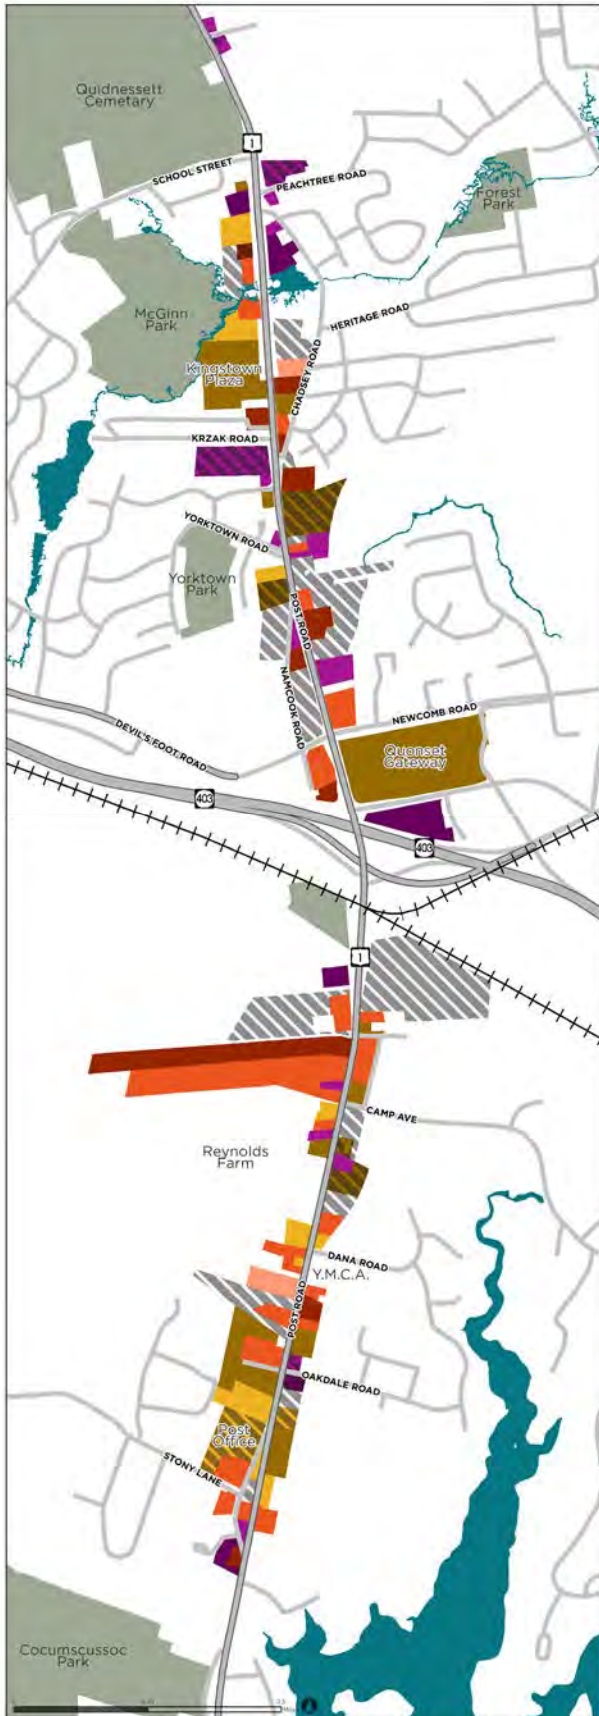 Quidnessett
Cemetary
1
SCHOOL STREET
PEACHTREE ROAD
Forest
Park
McGinn
Park
HERITAGE ROAD
Kingstown
Plaza
CHADSEY ROAD
KRZAK ROAD
YORKTOWN ROAD
Yorktown
Park
POST ROAD
NAMCOOK ROAD
NEWCOMB ROAD
DEVIL'S FOOT ROAD
Quonset
Gateway
403
403
1
CAMP AVE
Reynolds
Farm
DANA ROAD
Y.M.C.A.
POST ROAD
OAKDALE ROAD
Post
Office
STONY LANE
Cocumscussoc
Park